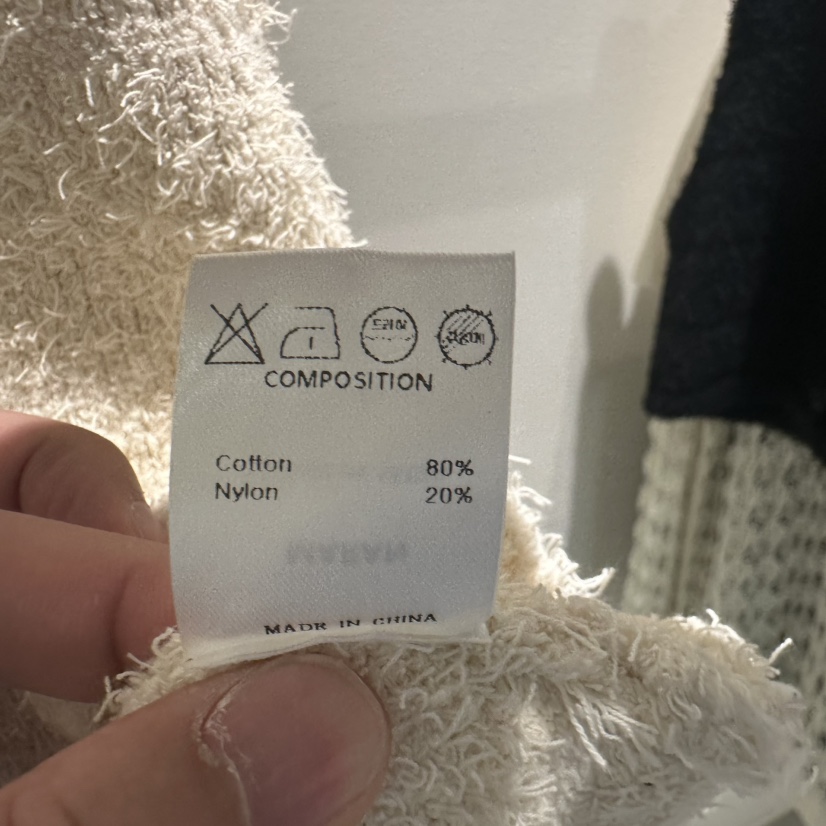 COMPOSITION
Cotton 80%
Nylon 20%
MADE IN CHINA